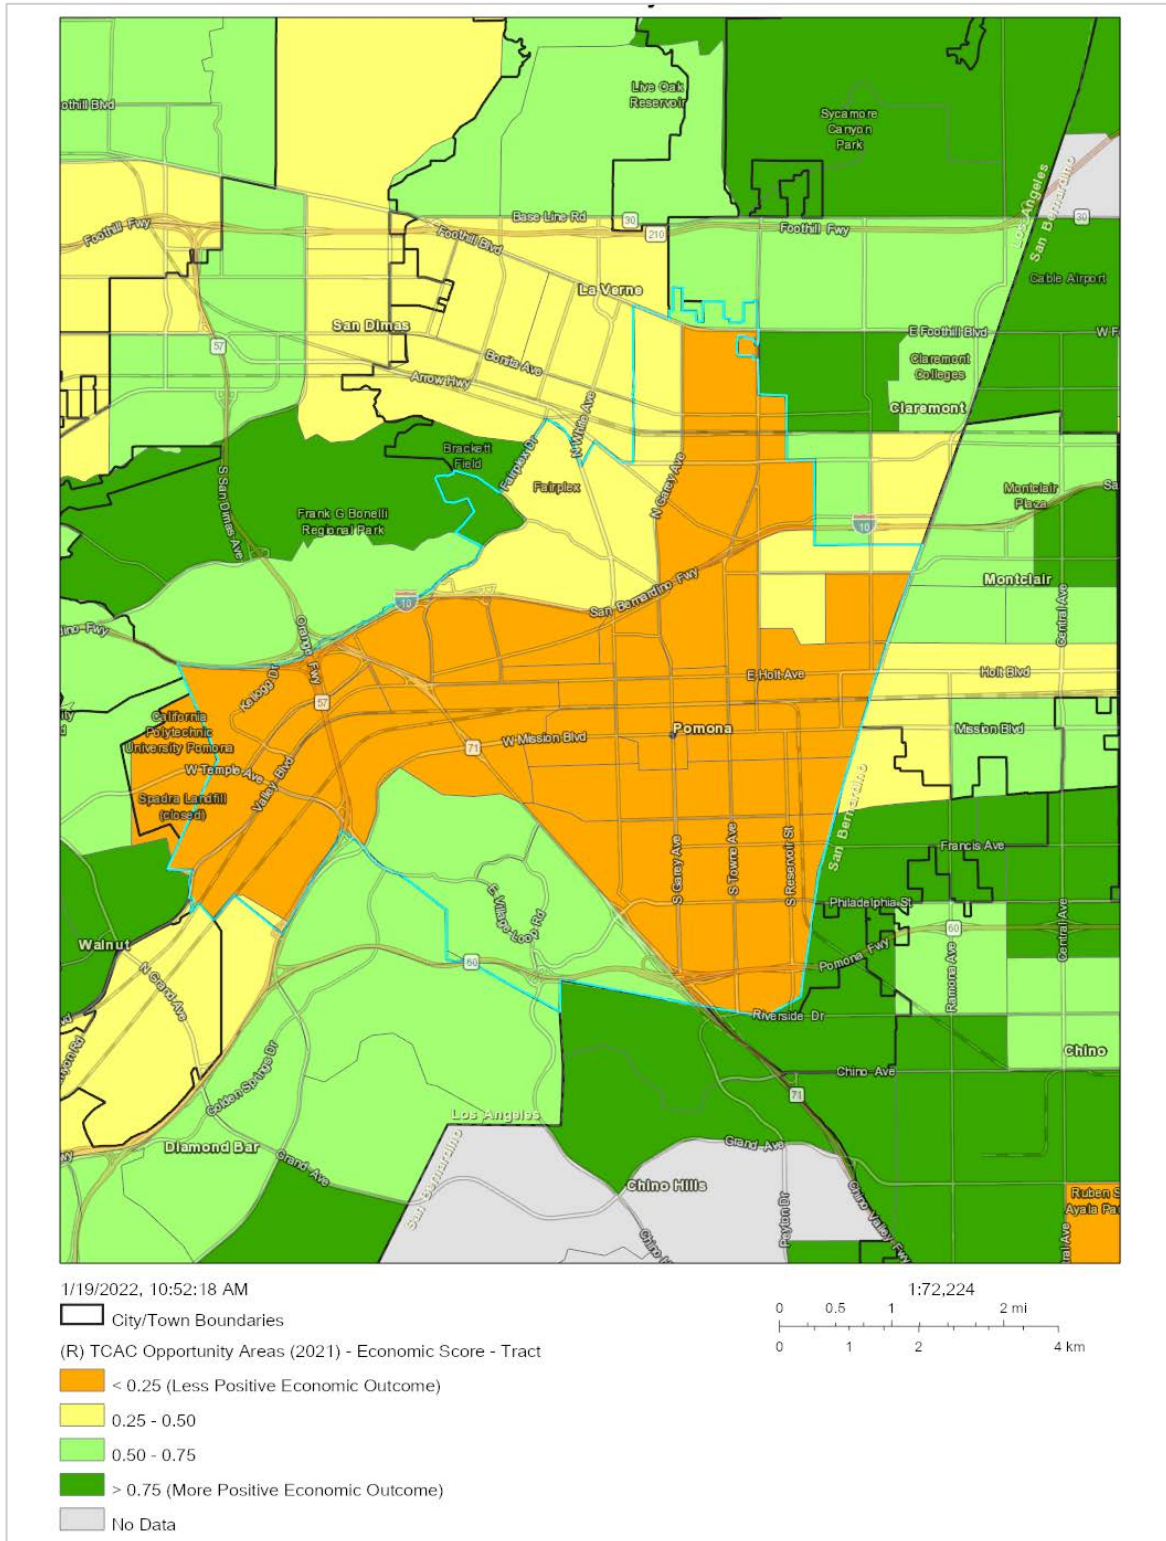 Live Oak
Reservoir
Sycamore
Canyon
Park
Los Angeles
San Bernardino
30
Base Line Rd
30
210
Foothill Fwy
Foothill Fwy
Foothill Blvd
Cable Airport
La Verne
San Dimas
E Foothill Blvd
57
Claremont
Colleges
Bonita Ave
Arrow Hwy
Claremont
N White Ave
Brackett
Field
Fairplex Dr
Fairplex
N Garey Ave
Montclair
Plaza
S San Dimas Ave
Frank G Bonelli
Regional Park
10
Montclair
San Bernardino Fwy
10
Central Ave
Orange Fwy
Kellogg Dr
E Holt Ave
Holt Blvd
57
California
Polytechnic
University Pomona
Pomona
Mission Blvd
W Mission Blvd
71
W Temple Ave
Valley Blvd
Spadra Landfill
(closed)
San Bernardino
S Garey Ave
S Towne Ave
S Reservoir St
Francis Ave
E Village Loop Rd
Philadelphia St
60
Central Ave
Walnut
60
Pomona Fwy
Ramona Ave
N Grand Ave
Riverside Dr
Chino
Golden Springs Dr
Chino Ave
71
Los Angeles
San Bernardino
Diamond Bar
Grand Ave
Grand Ave
Chino Hills
Peyton Dr
Chino Valley Fwy
1/19/2022, 10:52:18 AM
1:72,224
City/Town Boundaries
0 0.5 1 2 mi
0 1 2 4 km
(R) TCAC Opportunity Areas (2021) - Economic Score - Tract
< 0.25 (Less Positive Economic Outcome)
0.25 - 0.50
0.50 - 0.75
> 0.75 (More Positive Economic Outcome)
No Data